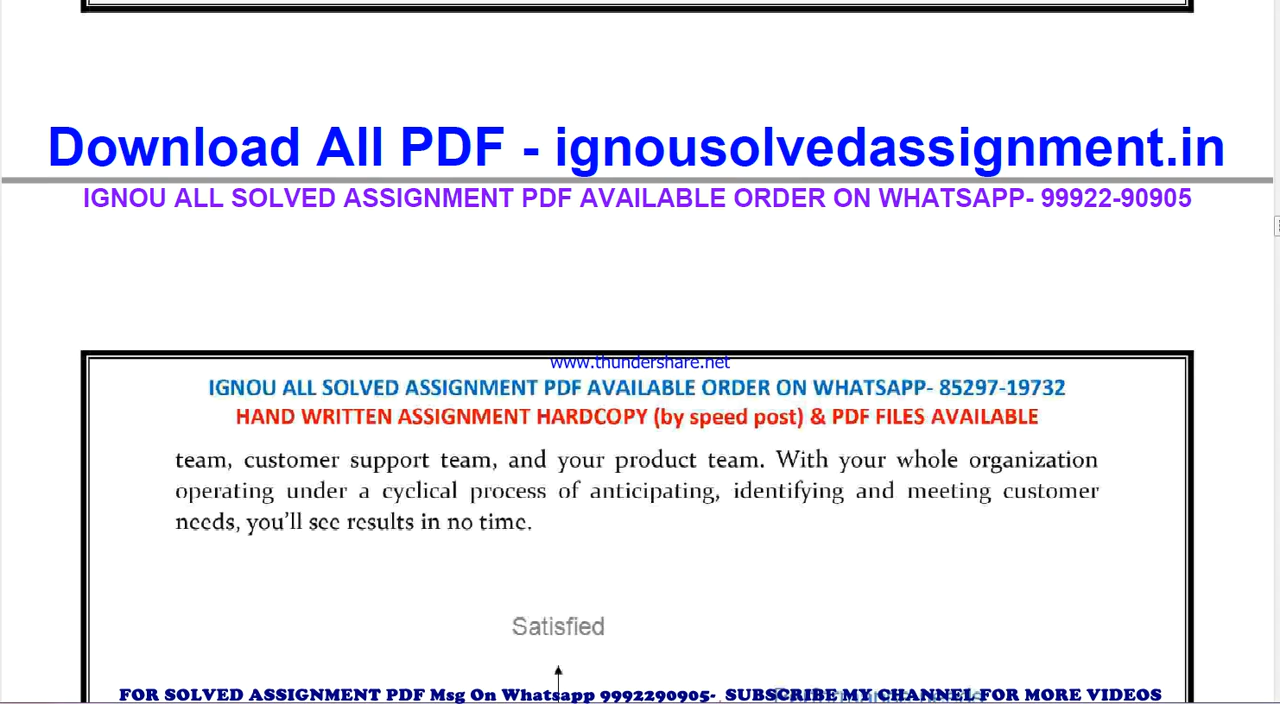 Download All PDF - ignousolvedassignment.in
IGNOU ALL SOLVED ASSIGNMENT PDF AVAILABLE ORDER ON WHATSAPP- 99922-90905
www.thundershare.net
IGNOU ALL SOLVED ASSIGNMENT PDF AVAILABLE ORDER ON WHATSAPP- 85297-19732
HAND WRITTEN ASSIGNMENT HARDCOPY (by speed post) & PDF FILES AVAILABLE
team, customer support team, and your product team. With your whole organization
operating under a cyclical process of anticipating, identifying and meeting customer
needs, you'll see results in no time.
Satisfied
FOR SOLVED ASSIGNMENT PDF Msg On Whatsapp 9992290905- SUBSCRIBE MY CHANNEL FOR MORE VIDEOS